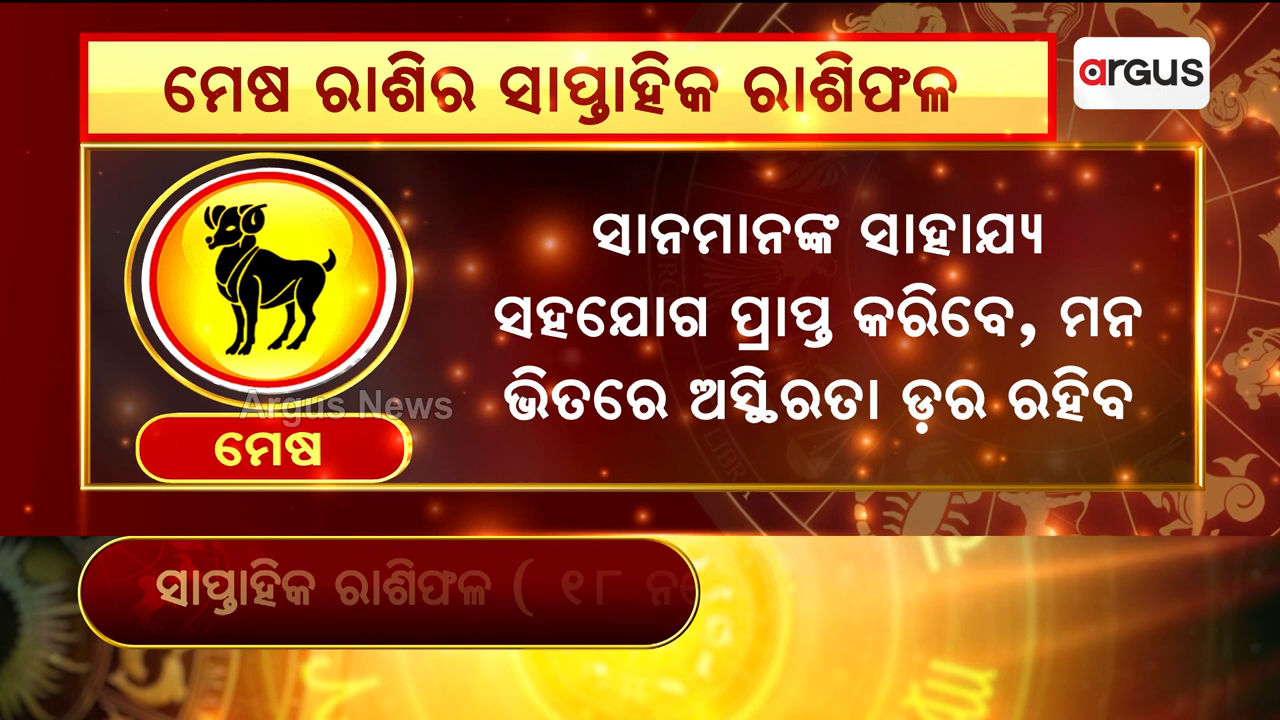 ମେଷ ରାଶିର ସାପ୍ତାହିକ ରାଶିଫଳ
argus
ସାନମାନଙ୍କ ସାହାଯ୍ୟ
ସହଯୋଗ ପ୍ରାପ୍ତ କରିବେ, ମନ
ଭିତରେ ଅସ୍ଥିରତା ଡ଼ର ରହିବ
Argus News
ମେଷ
ସାପ୍ତାହିକ ରାଶିଫଳ ( ୧୮